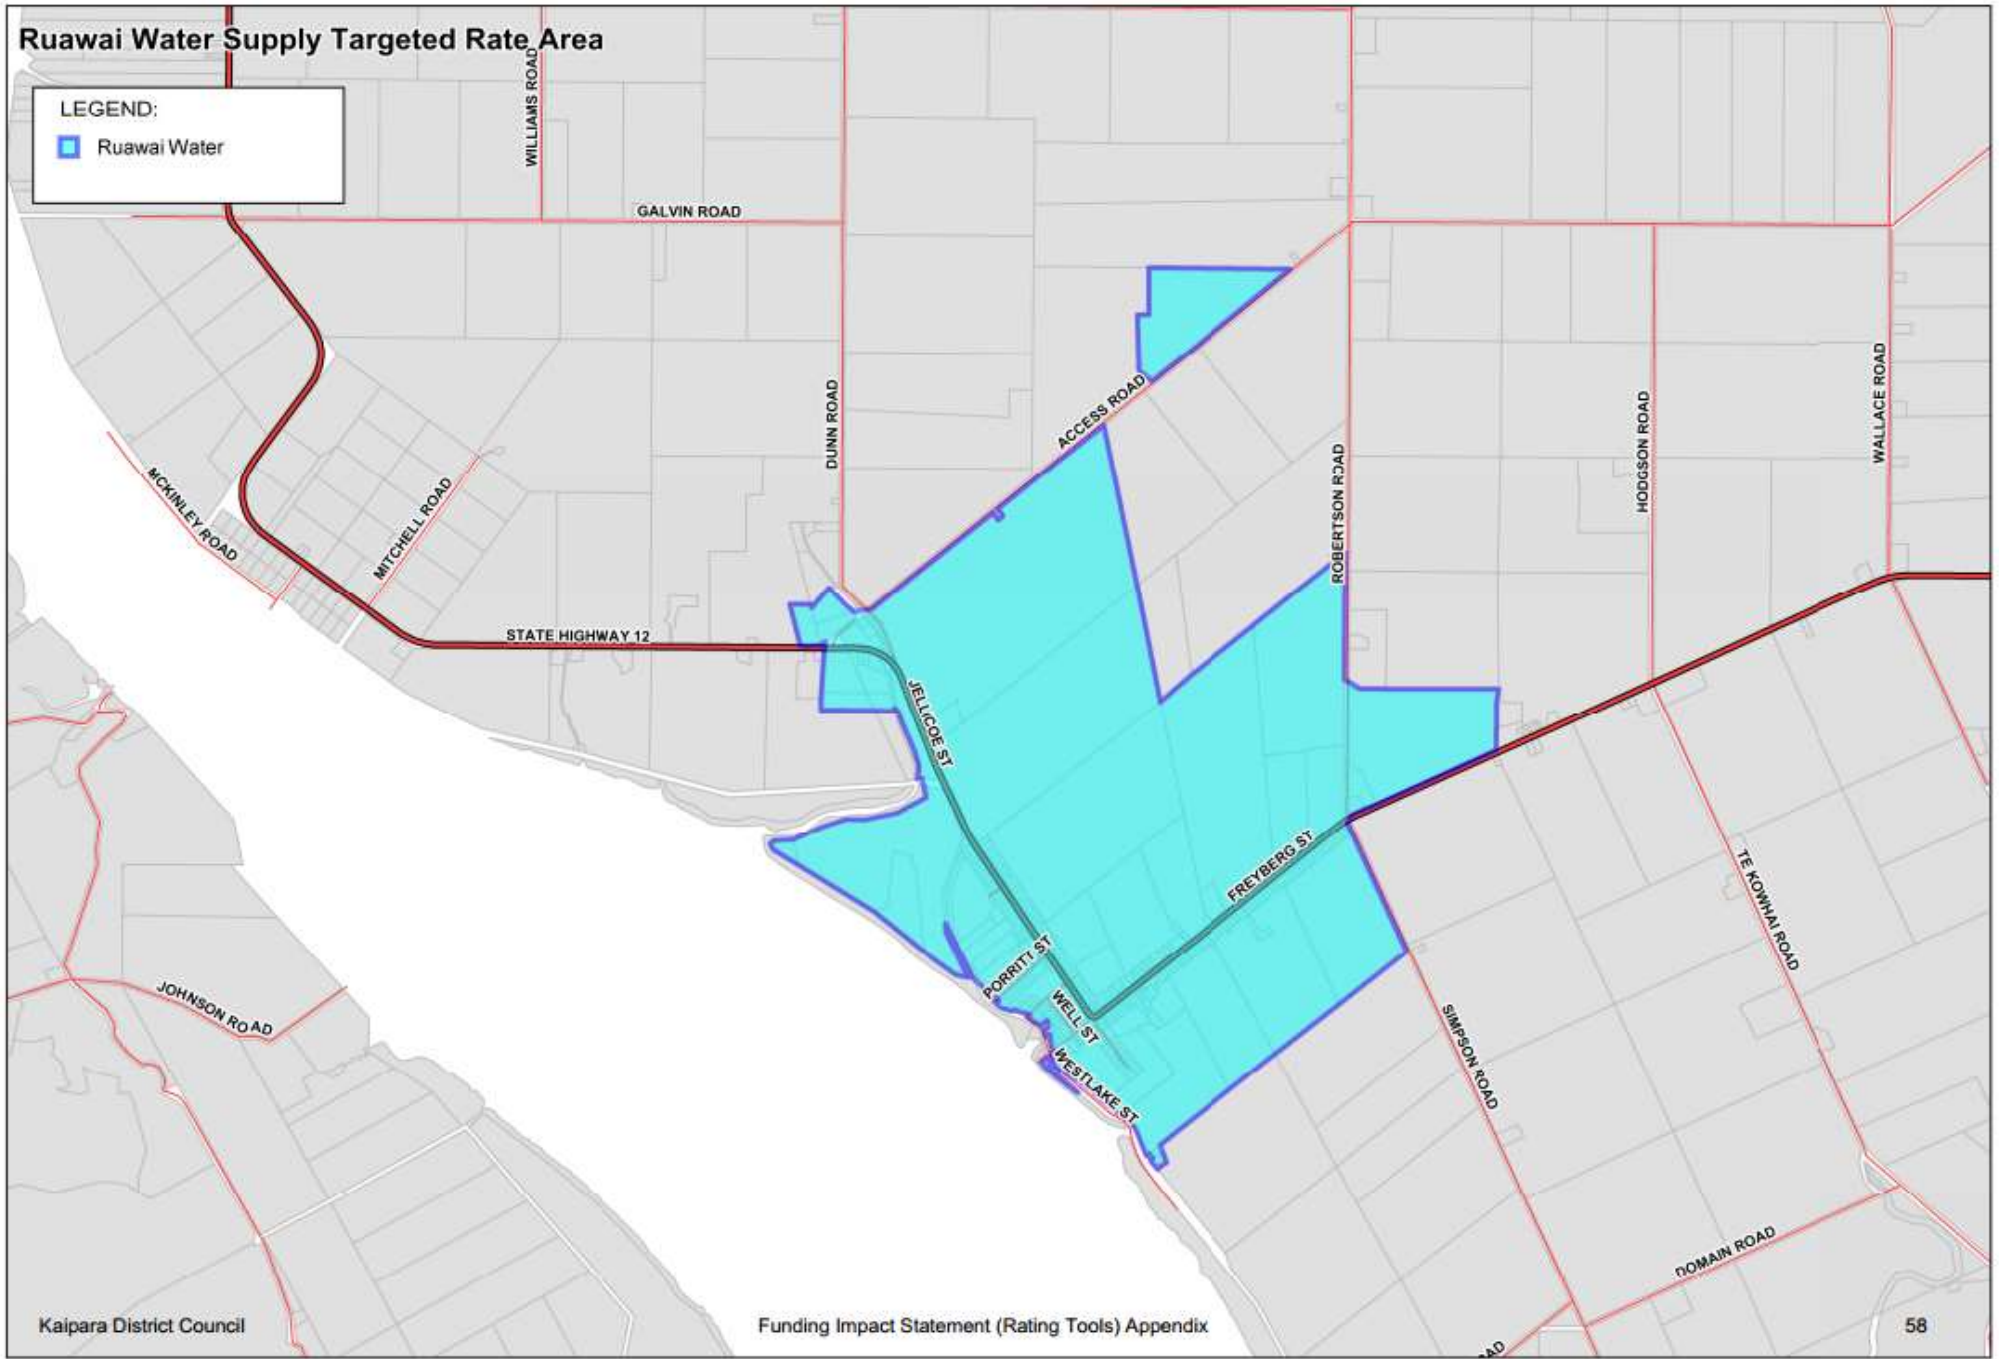 Ruawai Water Supply Targeted Rate Area
LEGEND:
Ruawai Water
WILLIAMS ROAD
GALVIN ROAD
DUNN ROAD
ACCESS ROAD
ROBERTSON ROAD
HODGSON ROAD
WALLACE ROAD
MCKINLEY ROAD
MITCHELL ROAD
STATE HIGHWAY 12
JELLICOE ST
FREYBERG ST
TE KOWHAI ROAD
PORRITT ST
WELL ST
WESTLAKE ST
JOHNSON ROAD
SIMPSON ROAD
DOMAIN ROAD
Kaipara District Council
Funding Impact Statement (Rating Tools) Appendix
58